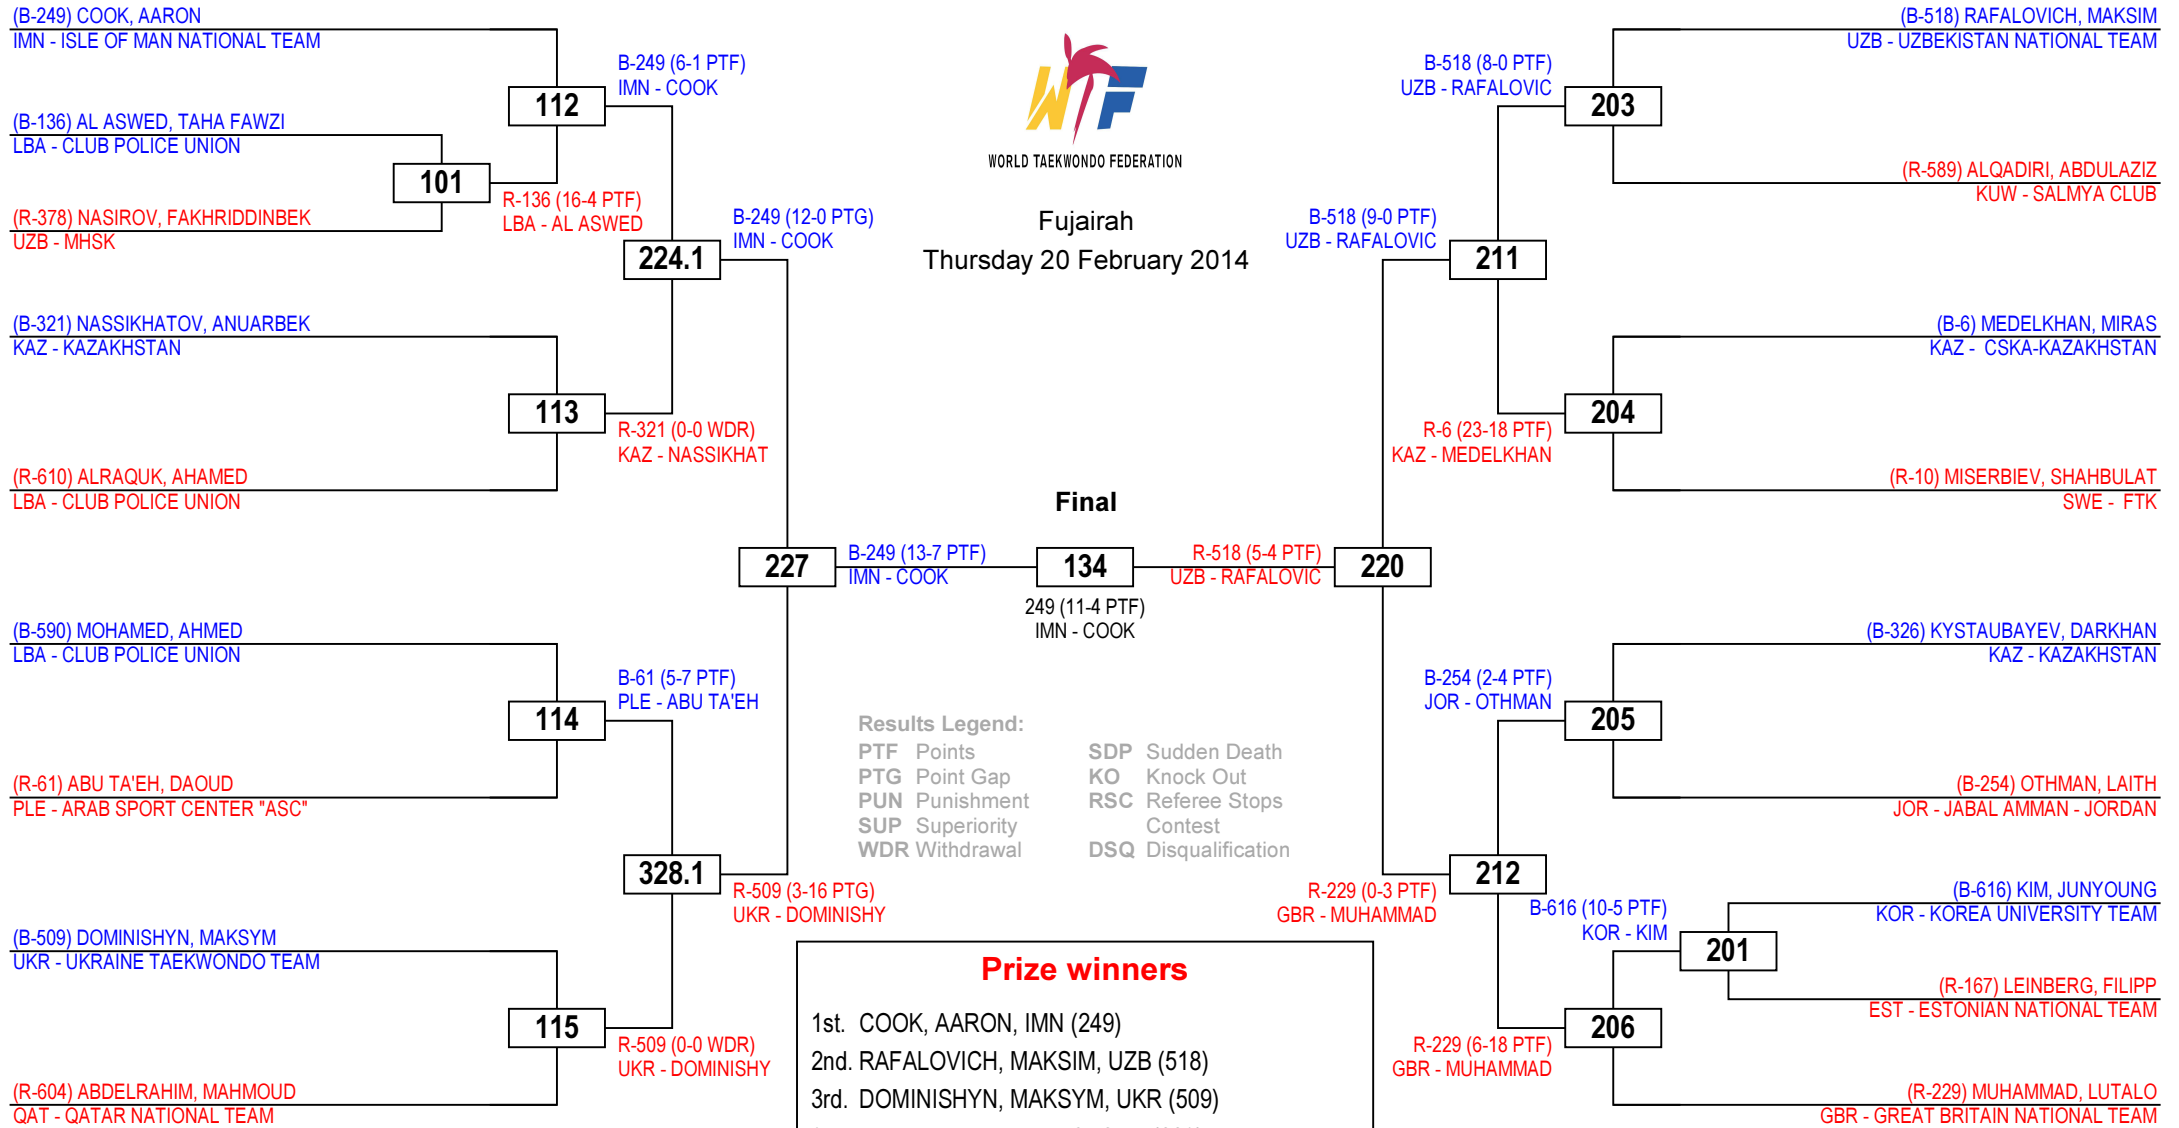 (B-249) COOK, AARON
IMN - ISLE OF MAN NATIONAL TEAM
(B-136) AL ASWED, TAHA FAWZI
LBA - CLUB POLICE UNION
(R-378) NASIROV, FAKHRIDDINBEK
UZB - MHSK
(B-321) NASSIKHATOV, ANUARBEK
KAZ - KAZAKHSTAN
(R-610) ALRAQUK, AHAMED
LBA - CLUB POLICE UNION
(B-590) MOHAMED, AHMED
LBA - CLUB POLICE UNION
(R-61) ABU TA'EH, DAOUD
PLE - ARAB SPORT CENTER "ASC"
(B-509) DOMINISHYN, MAKSYM
UKR - UKRAINE TAEKWONDO TEAM
(R-604) ABDELRAHIM, MAHMOUD
QAT - QATAR NATIONAL TEAM
101
R-136 (16-4 PTF)
LBA - AL ASWED
112
B-249 (6-1 PTF)
IMN - COOK
113
R-321 (0-0 WDR)
KAZ - NASSIKHAT
114
B-61 (5-7 PTF)
PLE - ABU TA'EH
115
R-509 (0-0 WDR)
UKR - DOMINISHY
224.1
B-249 (12-0 PTG)
IMN - COOK
328.1
R-509 (3-16 PTG)
UKR - DOMINISHY
227
B-249 (13-7 PTF)
IMN - COOK
WTF
WORLD TAEKWONDO FEDERATION
Fujairah
Thursday 20 February 2014
Final
134
249 (11-4 PTF)
IMN - COOK
Results Legend:
PTF Points
PTG Point Gap
PUN Punishment
SUP Superiority
WDR Withdrawal
SDP Sudden Death
KO Knock Out
RSC Referee Stops
Contest
DSQ Disqualification
Prize winners
1st. COOK, AARON, IMN (249)
2nd. RAFALOVICH, MAKSIM, UZB (518)
3rd. DOMINISHYN, MAKSYM, UKR (509)
R-518 (5-4 PTF)
UZB - RAFALOVIC
220
B-518 (9-0 PTF)
UZB - RAFALOVIC
211
R-229 (0-3 PTF)
GBR - MUHAMMAD
212
B-518 (8-0 PTF)
UZB - RAFALOVIC
203
R-6 (23-18 PTF)
KAZ - MEDELKHAN
204
B-254 (2-4 PTF)
JOR - OTHMAN
205
R-229 (6-18 PTF)
GBR - MUHAMMAD
206
B-616 (10-5 PTF)
KOR - KIM
201
(B-518) RAFALOVICH, MAKSIM
UZB - UZBEKISTAN NATIONAL TEAM
(R-589) ALQADIRI, ABDULAZIZ
KUW - SALMYA CLUB
(B-6) MEDELKHAN, MIRAS
KAZ - CSKA-KAZAKHSTAN
(R-10) MISERBIEV, SHAHBULAT
SWE - FTK
(B-326) KYSTAUBAYEV, DARKHAN
KAZ - KAZAKHSTAN
(B-254) OTHMAN, LAITH
JOR - JABAL AMMAN - JORDAN
(B-616) KIM, JUNYOUNG
KOR - KOREA UNIVERSITY TEAM
(R-167) LEINBERG, FILIPP
EST - ESTONIAN NATIONAL TEAM
(R-229) MUHAMMAD, LUTALO
GBR - GREAT BRITAIN NATIONAL TEAM